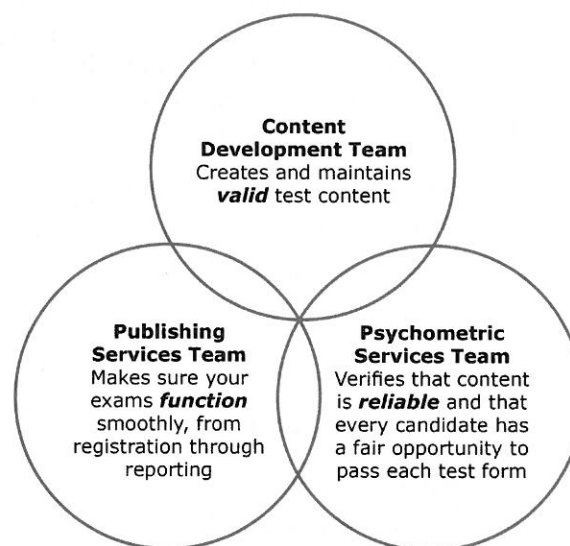 Content
Development Team
Creates and maintains
valid test content
Publishing
Services Team
Makes sure your
exams function
smoothly, from
registration through
reporting
Psychometric
Services Team
Verifies that content
is reliable and that
every candidate has
a fair opportunity to
pass each test form